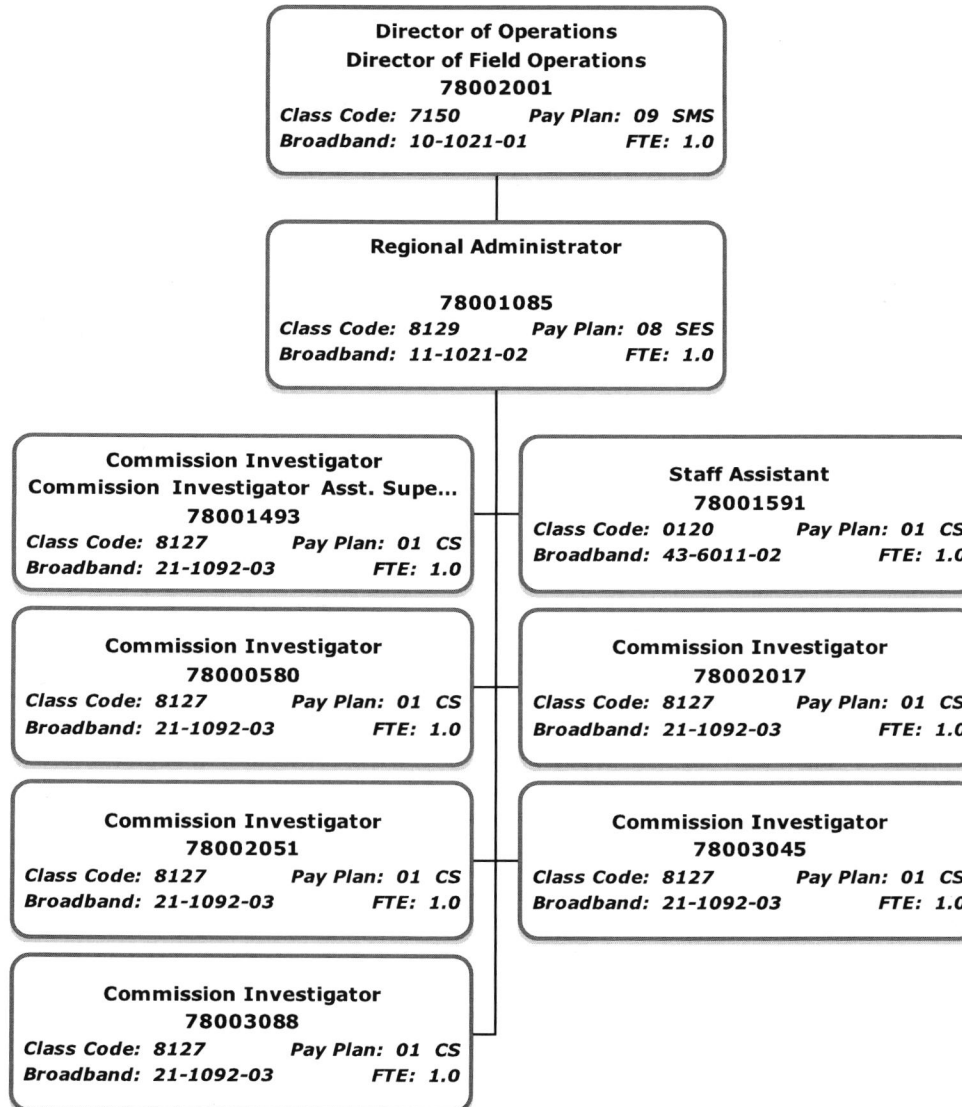 Director of Operations
Director of Field Operations
78002001
Class Code: 7150 Pay Plan: 09 SMS
Broadband: 10-1021-01 FTE: 1.0
Regional Administrator
78001085
Class Code: 8129 Pay Plan: 08 SES
Broadband: 11-1021-02 FTE: 1.0
Commission Investigator
Commission Investigator Asst. Supe...
78001493
Class Code: 8127 Pay Plan: 01 CS
Broadband: 21-1092-03 FTE: 1.0
Staff Assistant
78001591
Class Code: 0120 Pay Plan: 01 CS
Broadband: 43-6011-02 FTE: 1.0
Commission Investigator
78000580
Class Code: 8127 Pay Plan: 01 CS
Broadband: 21-1092-03 FTE: 1.0
Commission Investigator
78002017
Class Code: 8127 Pay Plan: 01 CS
Broadband: 21-1092-03 FTE: 1.0
Commission Investigator
78002051
Class Code: 8127 Pay Plan: 01 CS
Broadband: 21-1092-03 FTE: 1.0
Commission Investigator
78003045
Class Code: 8127 Pay Plan: 01 CS
Broadband: 21-1092-03 FTE: 1.0
Commission Investigator
78003088
Class Code: 8127 Pay Plan: 01 CS
Broadband: 21-1092-03 FTE: 1.0